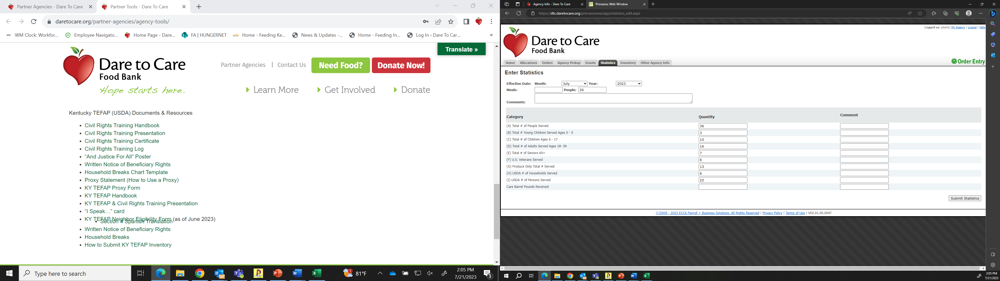 Partner Agencies - Dare To Care
Partner Tools - Dare To Care
daretocare.org/partner-agencies/agency-tools/
WM Clock: Workfor...
Employee Navigato...
Home Page - Dare...
FA | HUNGERNET
Home - Feeding Ke...
News & Updates -...
Home - Feeding In...
Log In ‹ Dare To Car...
»
Translate »
Dare to Care
Food Bank
Hope starts here.
Partner Agencies | Contact Us
Need Food?
Donate Now!
Learn More
Get Involved
Donate
Kentucky TEFAP (USDA) Documents & Resources
• Civil Rights Training Handbook
• Civil Rights Training Presentation
• Civil Rights Training Certificate
• Civil Rights Training Log
• “And Justice For All” Poster
• Written Notice of Beneficiary Rights
• Household Breaks Chart Template
• Proxy Statement (How to Use a Proxy)
• KY TEFAP Proxy Form
• KY TEFAP Handbook
• KY TEFAP & Civil Rights Training Presentation
• “I Speak…” card
• KY TEFAP Neighbor Eligibility Form (as of June 2023)
• Section 4 Spanish Translation
• Written Notice of Beneficiary Rights
• Household Breaks
• How to Submit KY TEFAP Inventory
Type here to search
1
81°F
2:05 PM
7/21/2023
3
Agency Info - Dare To Care
Primarius Web Window
https://dtc.daretocare.org/primariusww/app/statistics_edit.aspx
Logged as: jstarks| My Agency | Logout | Help
Dare to Care
Food Bank
Home Allocations Orders Agency Pickup Grants Statistics Inventory Other Agency Info
Order Entry
Enter Statistics
Effective Date: Month: July Year: 2023
Meals: People: 36
Comments:
Category Quantity Comment
(A) Total # of People Served 36
(B) Total # Young Children Served Ages 0 - 5 3
(C) Total # of Children Ages 6 - 17 10
(D) Total # of Adults Served Ages 18- 59 16
(E) Total # of Seniors 60+ 7
(F) U.S. Veterans Served 6
(G) Produce Only Total # Served 13
(H) USDA # of Households Served 6
(I) USDA # of Persons Served 22
Care Barrel Pounds Received
Submit Statistics
(c)2009 - 2023 ECCA Payroll + Business Solutions. All Rights Reserved | Privacy Policy | Terms of Use | V02.01.00.0047
2:05 PM
7/21/2023